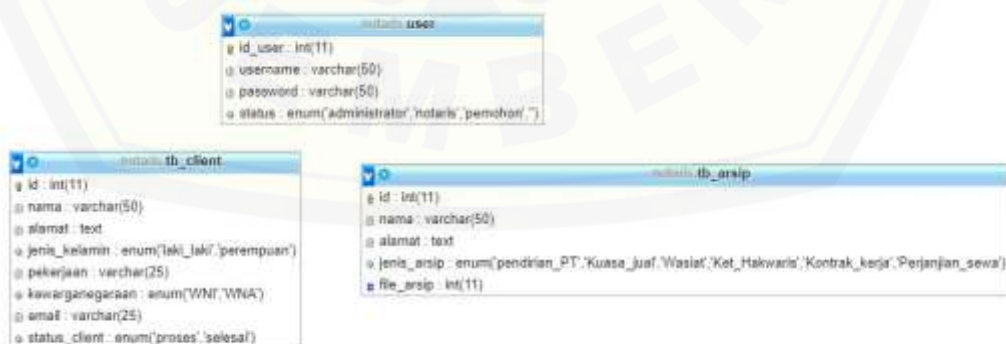 notaris user
id_user : int(11)
username : varchar(50)
password : varchar(50)
status : enum('administrator','notaris','pemohon','')
notaris tb_client
id : int(11)
nama : varchar(50)
alamat : text
jenis_kelamin : enum('laki_laki','perempuan')
pekerjaan : varchar(25)
kewarganegaraan : enum('WNI','WNA')
email : varchar(25)
status_client : enum('proses','selesai')
notaris tb_arsip
id : int(11)
nama : varchar(50)
alamat : text
jenis_arsip : enum('pendirian_PT','Kuasa_jual','Wasiat','Ket_Hakwaris','Kontrak_kerja','Perjanjian_sewa')
file_arsip : int(11)